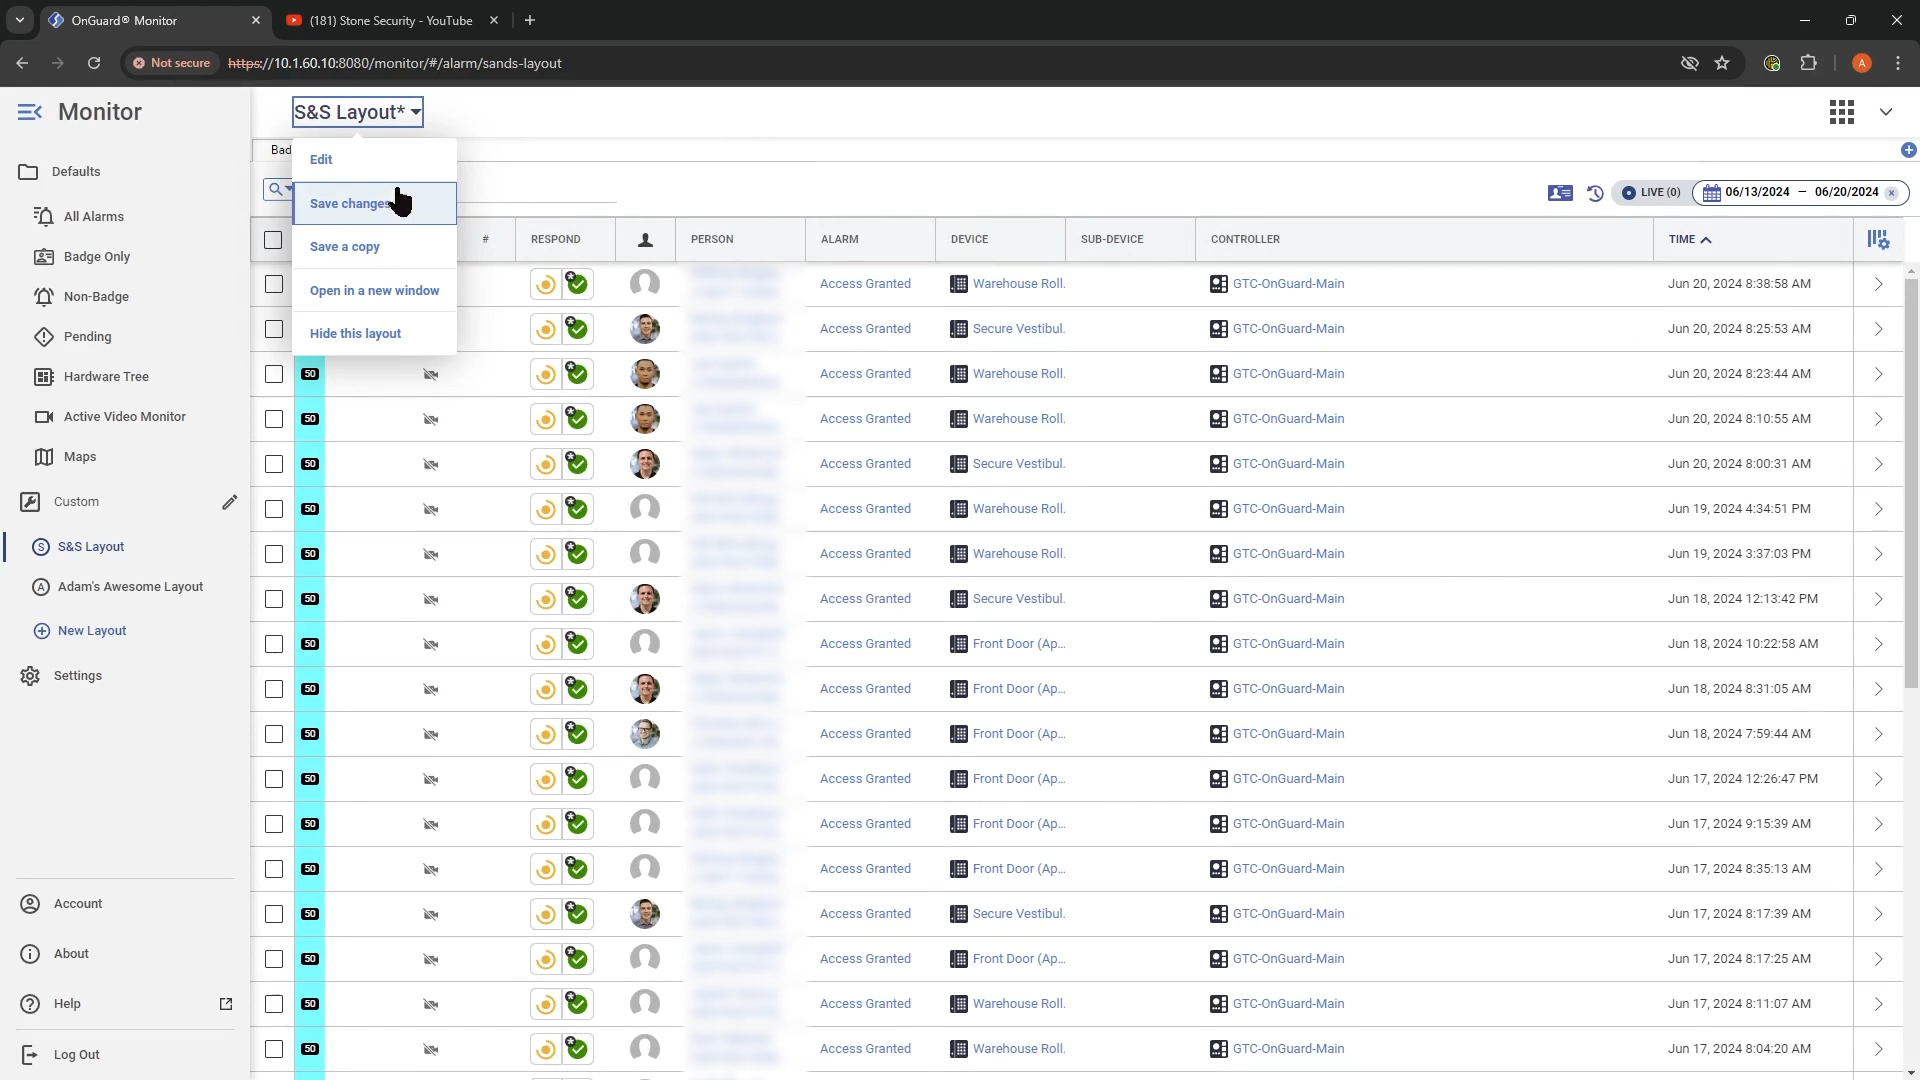 OnGuard® Monitor
(181) Stone Security - YouTube
Not secure
https://10.1.60.10:8080/monitor/#/alarm/sands-layout
A
Monitor
S&S Layout*
Defaults
All Alarms
Badge Only
Non-Badge
Pending
Hardware Tree
Active Video Monitor
Maps
Custom
S S&S Layout
A Adam's Awesome Layout
New Layout
Settings
Account
About
Help
Log Out
Bad
Edit
Save changes
Save a copy
Open in a new window
Hide this layout
LIVE (0)
06/13/2024 – 06/20/2024
# RESPOND PERSON ALARM DEVICE SUB-DEVICE CONTROLLER TIME
Access Granted Warehouse Roll. GTC-OnGuard-Main Jun 20, 2024 8:38:58 AM
Access Granted Secure Vestibul. GTC-OnGuard-Main Jun 20, 2024 8:25:53 AM
50 Access Granted Warehouse Roll. GTC-OnGuard-Main Jun 20, 2024 8:23:44 AM
50 Access Granted Warehouse Roll. GTC-OnGuard-Main Jun 20, 2024 8:10:55 AM
50 Access Granted Secure Vestibul. GTC-OnGuard-Main Jun 20, 2024 8:00:31 AM
50 Access Granted Warehouse Roll. GTC-OnGuard-Main Jun 19, 2024 4:34:51 PM
50 Access Granted Warehouse Roll. GTC-OnGuard-Main Jun 19, 2024 3:37:03 PM
50 Access Granted Secure Vestibul. GTC-OnGuard-Main Jun 18, 2024 12:13:42 PM
50 Access Granted Front Door (Ap... GTC-OnGuard-Main Jun 18, 2024 10:22:58 AM
50 Access Granted Front Door (Ap... GTC-OnGuard-Main Jun 18, 2024 8:31:05 AM
50 Access Granted Front Door (Ap... GTC-OnGuard-Main Jun 18, 2024 7:59:44 AM
50 Access Granted Front Door (Ap... GTC-OnGuard-Main Jun 17, 2024 12:26:47 PM
50 Access Granted Front Door (Ap... GTC-OnGuard-Main Jun 17, 2024 9:15:39 AM
50 Access Granted Front Door (Ap... GTC-OnGuard-Main Jun 17, 2024 8:35:13 AM
50 Access Granted Secure Vestibul. GTC-OnGuard-Main Jun 17, 2024 8:17:39 AM
50 Access Granted Front Door (Ap... GTC-OnGuard-Main Jun 17, 2024 8:17:25 AM
50 Access Granted Warehouse Roll. GTC-OnGuard-Main Jun 17, 2024 8:11:07 AM
50 Access Granted Warehouse Roll. GTC-OnGuard-Main Jun 17, 2024 8:04:20 AM